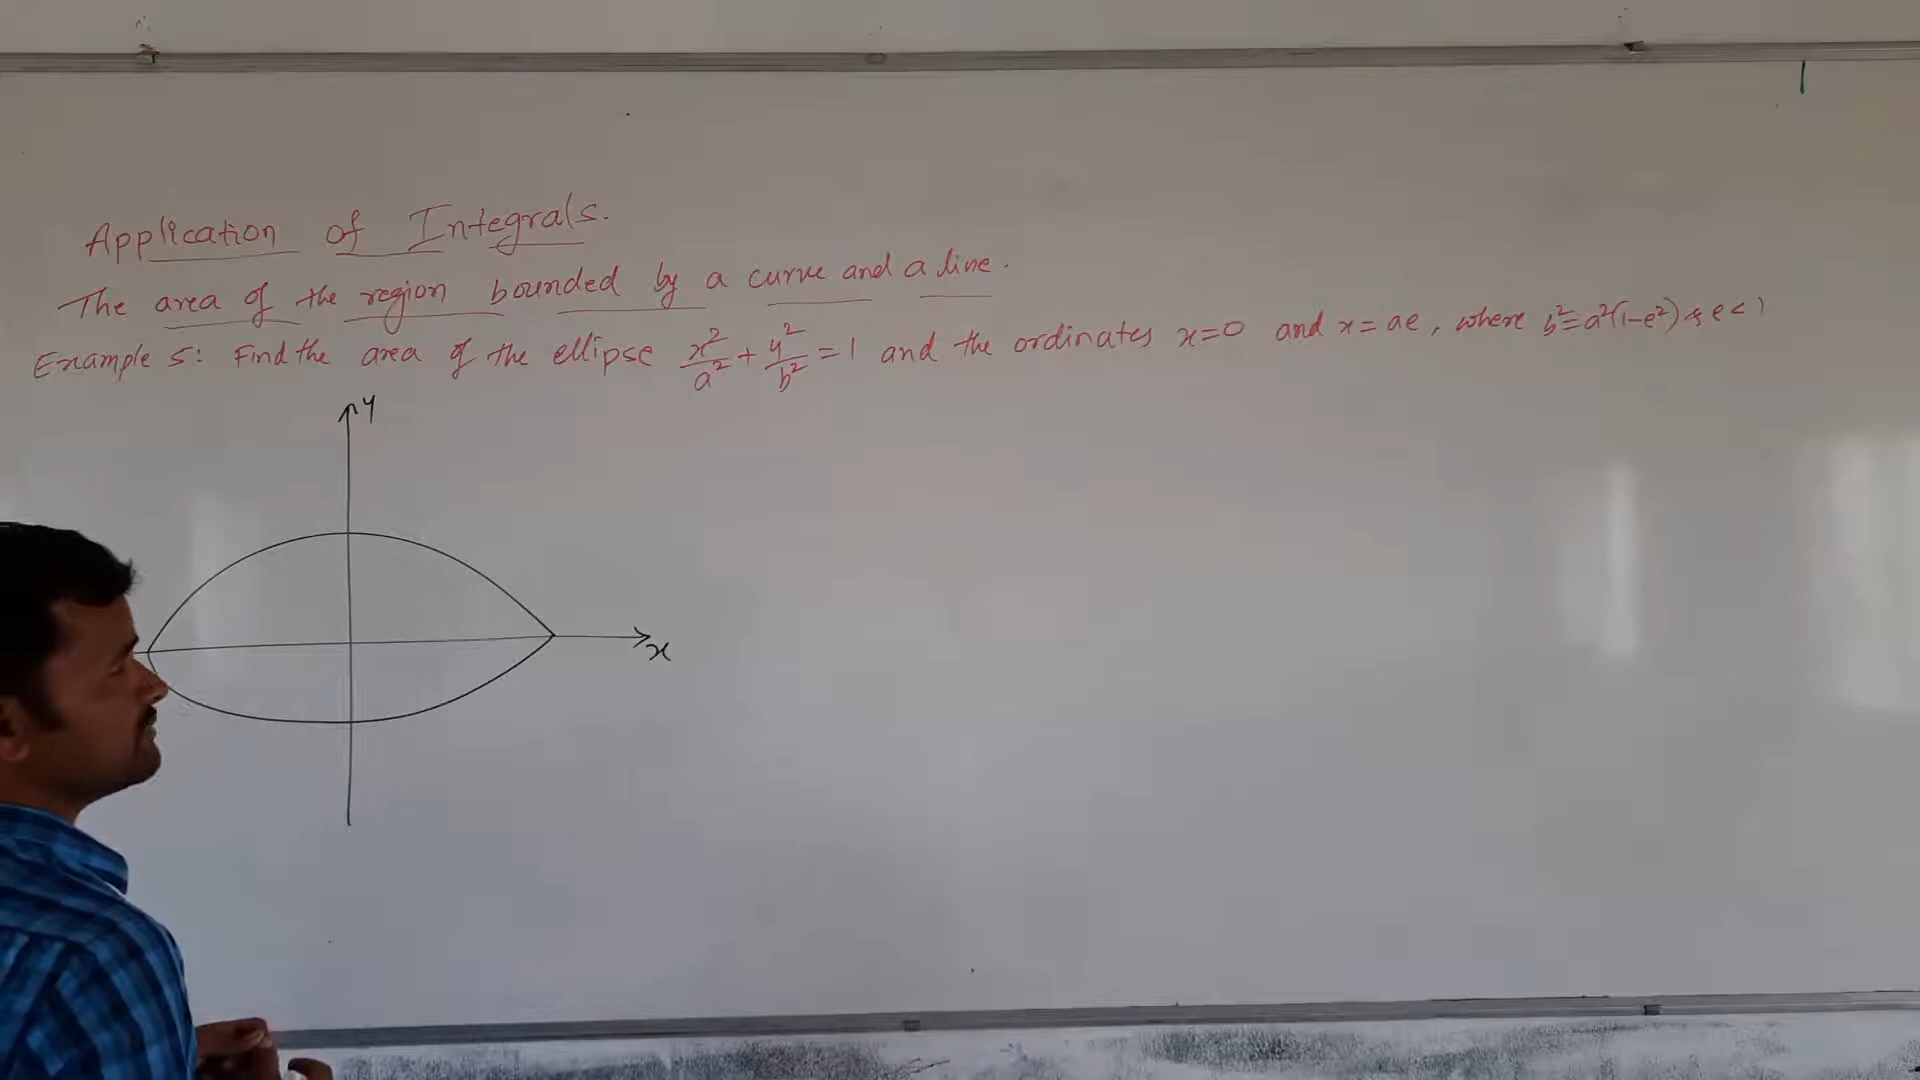 Application of Integrals.
The area of the region bounded by a curve and a line.
Example 5: Find the area of the ellipse x²/a² + y²/b² = 1 and the ordinates x=0 and x=ae, where b²=a²(1-e²) & e<1
y
x